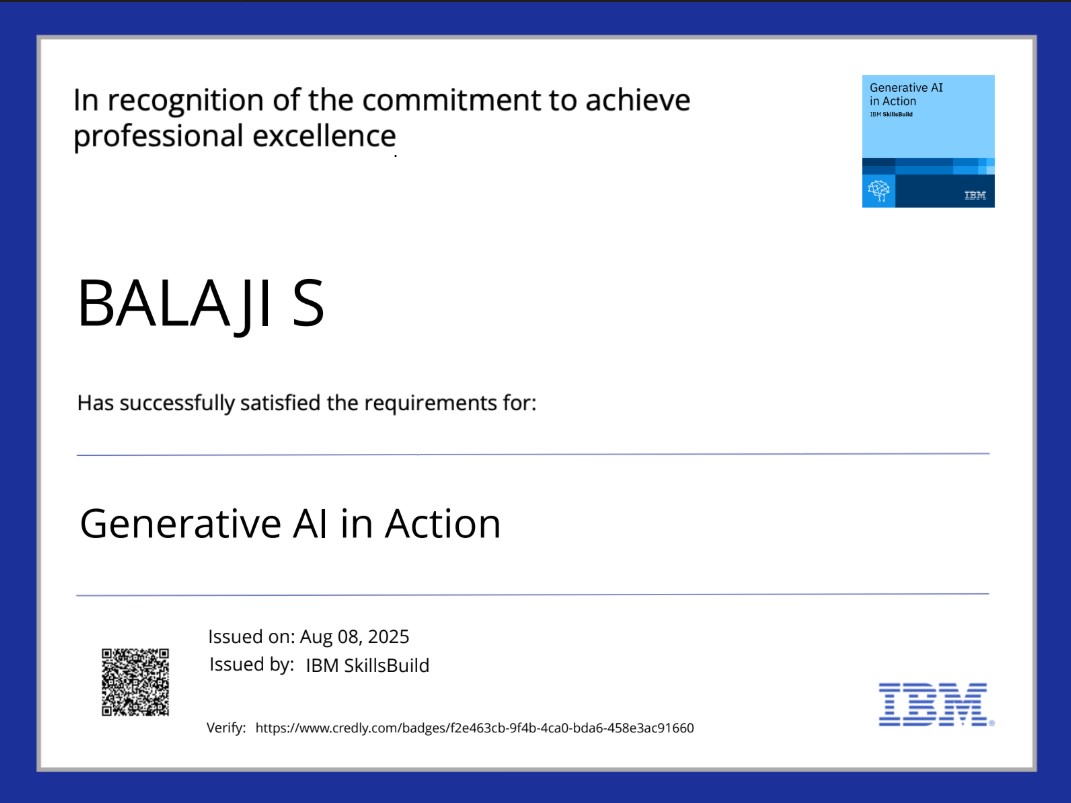 In recognition of the commitment to achieve
professional excellence
Generative AI
in Action
IBM SkillsBuild
IBM
BALAJI S
Has successfully satisfied the requirements for:
Generative AI in Action
Issued on: Aug 08, 2025
Issued by: IBM SkillsBuild
Verify: https://www.credly.com/badges/f2e463cb-9f4b-4ca0-bda6-458e3ac91660
IBM®